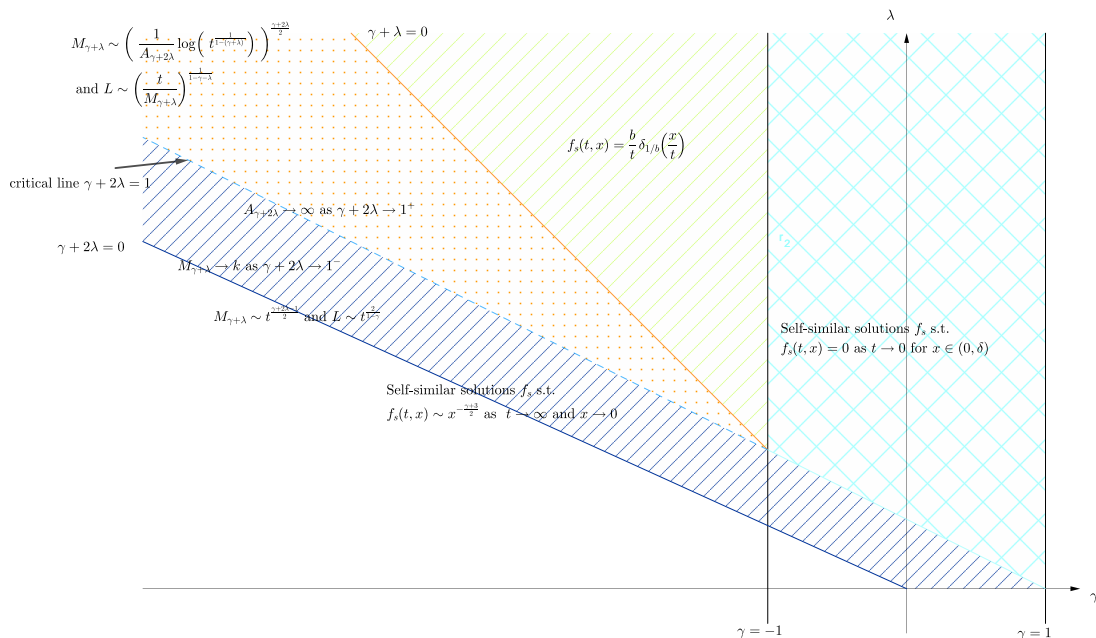 λ
γ + λ = 0
M_{γ+λ} ∼ ( 1/A_{γ+2λ} log( t^{1/(1−(γ+λ))} ) )^{(γ+2λ)/2}
and L ∼ ( t/M_{γ+λ} )^{1/(1−γ−λ)}
f_s(t, x) = b/t δ_{1/b}( x/t )
critical line γ + 2λ = 1
A_{γ+2λ} → ∞ as γ + 2λ → 1^+
γ + 2λ = 0
M_{γ+λ} → k as γ + 2λ → 1^−
M_{γ+λ} ∼ t^{(γ+2λ−1)/2} and L ∼ t^{2/(1−γ)}
Self-similar solutions f_s s.t.
f_s(t, x) = 0 as t → 0 for x ∈ (0, δ)
Self-similar solutions f_s s.t.
f_s(t, x) ∼ x^{−(γ+3)/2} as t → ∞ and x → 0
γ
γ = −1
γ = 1